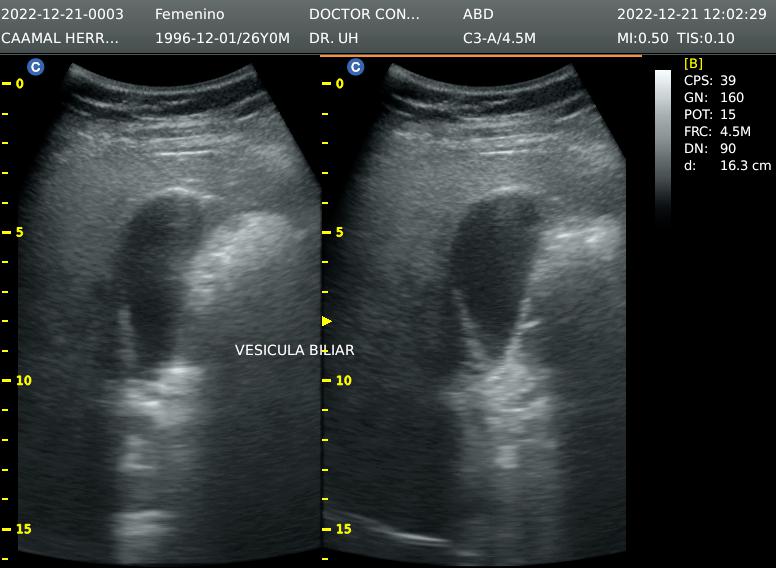 2022-12-21-0003 Femenino DOCTOR CON... ABD 2022-12-21 12:02:29
CAAMAL HERR... 1996-12-01/26Y0M DR. UH C3-A/4.5M MI:0.50 TIS:0.10
C C [B]
0 0 CPS: 39
GN: 160
POT: 15
FRC: 4.5M
DN: 90
d: 16.3 cm
5 5
VESICULA BILIAR
10 10
15 15